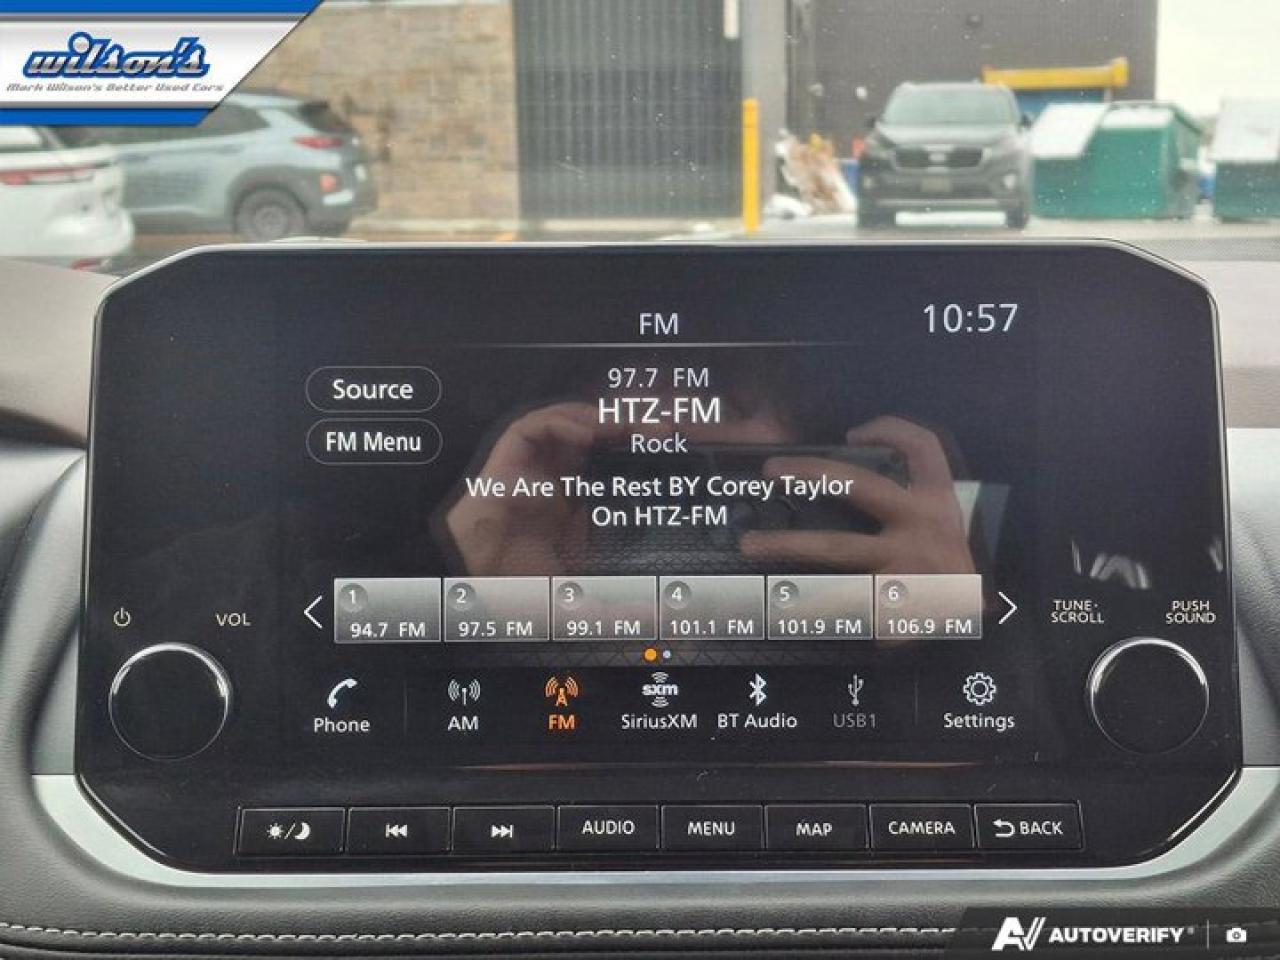 wilson's
Mark Wilson's Better Used Cars
FM
10:57
Source
97.7 FM
HTZ-FM
FM Menu
Rock
We Are The Rest BY Corey Taylor
On HTZ-FM
VOL
TUNE·
SCROLL
PUSH
SOUND
1
2
3
4
5
6
94.7 FM
97.5 FM
99.1 FM
101.1 FM
101.9 FM
106.9 FM
sxm
Phone
AM
FM
SiriusXM
BT Audio
USB1
Settings
AUDIO
MENU
MAP
CAMERA
BACK
AUTOVERIFY